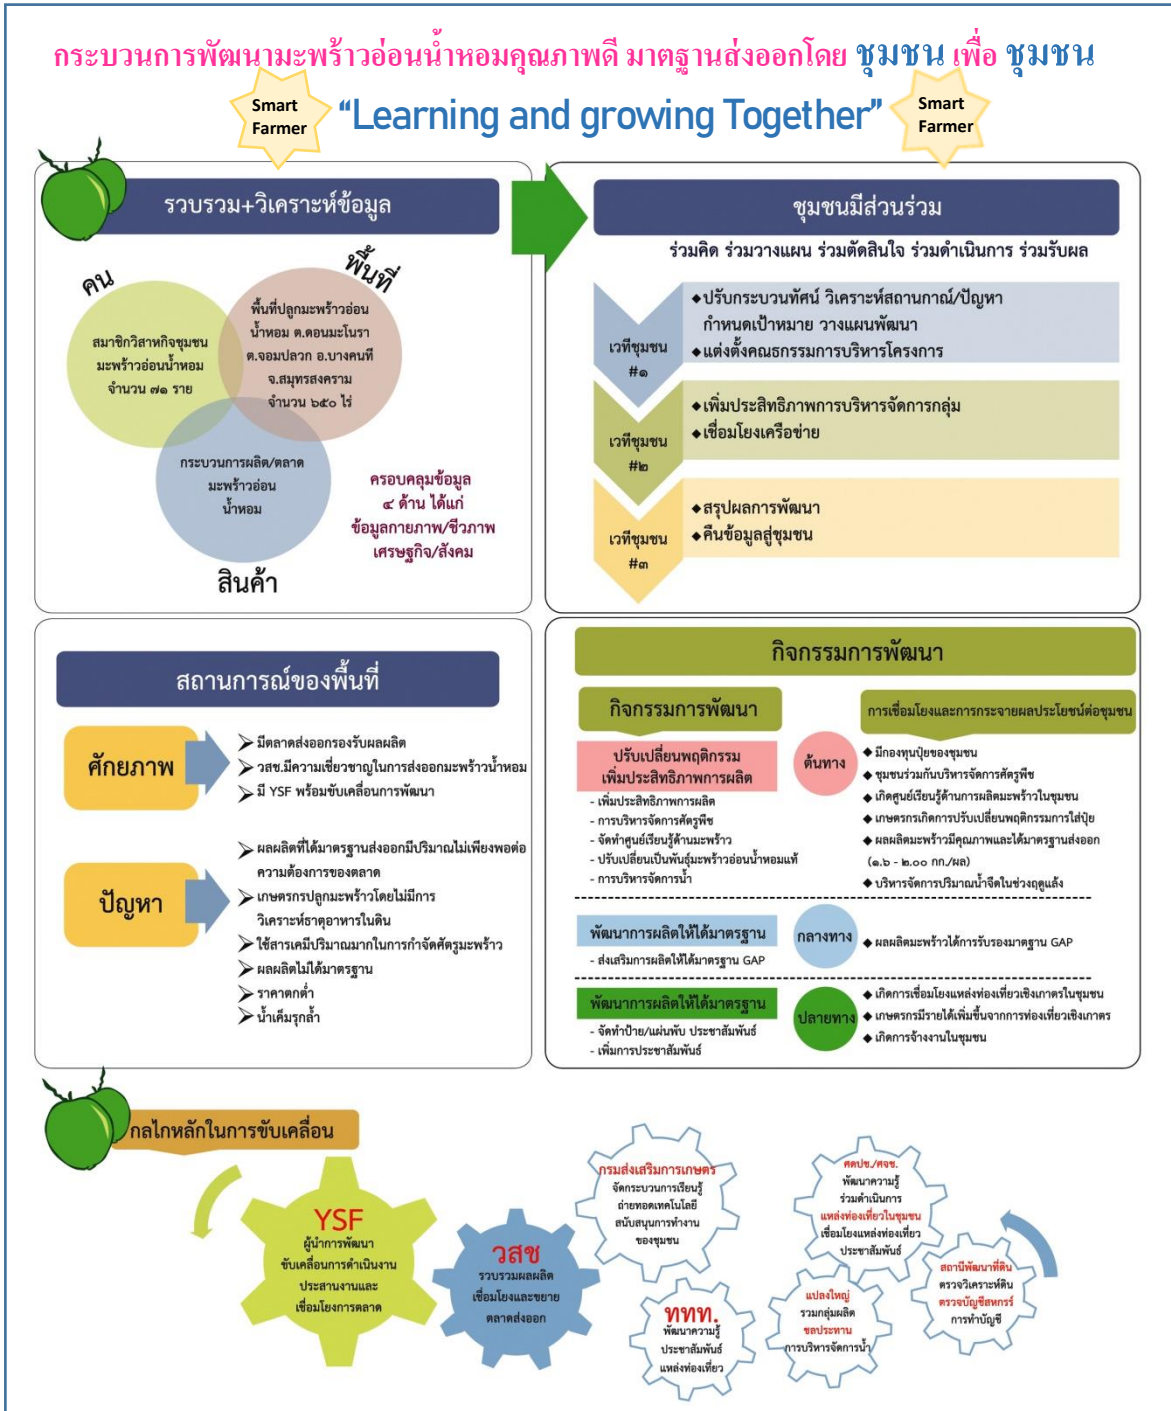 กระบวนการพัฒนามะพร้าวอ่อนน้ำหอมคุณภาพดี มาตฐานส่งออกโดย ชุมชน เพื่อ ชุมชน
Smart
Farmer
“Learning and growing Together”
Smart
Farmer
รวบรวม+วิเคราะห์ข้อมูล
คน
สมาชิกวิสาหกิจชุมชน
มะพร้าวอ่อนน้ำหอม
จำนวน ๗๑ ราย
พื้นที่
พื้นที่ปลูกมะพร้าวอ่อน
น้ำหอม ต.ดอนมะโนรา
ต.จอมปลวก อ.บางคนที
จ.สมุทรสงคราม
จำนวน ๖๕๐ ไร่
กระบวนการผลิต/ตลาด
มะพร้าวอ่อน
น้ำหอม
สินค้า
ครอบคลุมข้อมูล
๔ ด้าน ได้แก่
ข้อมูลกายภาพ/ชีวภาพ
เศรษฐกิจ/สังคม
ชุมชนมีส่วนร่วม
ร่วมคิด ร่วมวางแผน ร่วมตัดสินใจ ร่วมดำเนินการ ร่วมรับผล
เวทีชุมชน
#๑
◆ปรับกระบวนทัศน์ วิเคราะห์สถานกาณ์/ปัญหา
กำหนดเป้าหมาย วางแผนพัฒนา
◆แต่งตั้งคณธกรรมการบริหารโครงการ
เวทีชุมชน
#๒
◆เพิ่มประสิทธิภาพการบริหารจัดการกลุ่ม
◆เชื่อมโยงเครือข่าย
เวทีชุมชน
#๓
◆สรุปผลการพัฒนา
◆คืนข้อมูลสู่ชุมชน
สถานการณ์ของพื้นที่
ศักยภาพ
➢ มีตลาดส่งออกรองรับผลผลิต
➢ วสช.มีความเชี่ยวชาญในการส่งออกมะพร้าวน้ำหอม
➢ มี YSF พร้อมขับเคลื่อนการพัฒนา
ปัญหา
➢ ผลผลิตที่ได้มาตรฐานส่งออกมีปริมาณไม่เพียงพอต่อ
ความต้องการของตลาด
➢ เกษตรกรปลูกมะพร้าวโดยไม่มีการ
วิเคราะห์ธาตุอาหารในดิน
➢ ใช้สารเคมีปริมาณมากในการกำจัดศัตรูมะพร้าว
➢ ผลผลิตไม่ได้มาตรฐาน
➢ ราคาตกต่ำ
➢ น้ำเค็มรุกล้ำ
กิจกรรมการพัฒนา
กิจกรรมการพัฒนา
การเชื่อมโยงและการกระจายผลประโยชน์ต่อชุมชน
ปรับเปลี่ยนพฤติกรรม
เพิ่มประสิทธิภาพการผลิต
- เพิ่มประสิทธิภาพการผลิต
- การบริหารจัดการศัตรูพืช
- จัดทำศูนย์เรียนรู้ด้านมะพร้าว
- ปรับเปลี่ยนเป็นพันธุ์มะพร้าวอ่อนน้ำหอมแท้
- การบริหารจัดการน้ำ
ต้นทาง
◆ มีกองทุนปุ๋ยของชุมชน
◆ ชุมชนร่วมกันบริหารจัดการศัตรูพืช
◆ เกิดศูนย์เรียนรู้ด้านการผลิตมะพร้าวในชุมชน
◆ เกษตรกรเกิดการปรับเปลี่ยนพฤติกรรมการใส่ปุ๋ย
◆ ผลผลิตมะพร้าวมีคุณภาพและได้มาตรฐานส่งออก
(๑.๖ - ๒.๐๐ กก./ผล)
◆ บริหารจัดการปริมาณน้ำจืดในช่วงฤดูแล้ง
พัฒนาการผลิตให้ได้มาตรฐาน
- ส่งเสริมการผลิตให้ได้มาตรฐาน GAP
กลางทาง
◆ ผลผลิตมะพร้าวได้การรับรองมาตฐาน GAP
พัฒนาการผลิตให้ได้มาตรฐาน
- จัดทำป้าย/แผ่นพับ ประชาสัมพันธ์
- เพิ่มการประชาสัมพันธ์
ปลายทาง
◆ เกิดการเชื่อมโยงแหล่งท่องเที่ยวเชิงเกาตรในชุมชน
◆ เกษตกรมีรายได้เพิ่มขึ้นจากการท่องเที่ยวเชิงเกาตร
◆ เกิดการจ้างงานในชุมชน
กลไกหลักในการขับเคลื่อน
YSF
ผู้นำการพัฒนา
ขับเคลื่อนการดำเนินงาน
ประสานงานและ
เชื่อมโยงการตลาด
วสช
รวบรวมผลผลิต
เชื่อมโยงและขยาย
ตลาดส่งออก
กรมส่งเสริมการเกษตร
จัดกระบวนการเรียนรู้
ถ่ายทอดเทคโนโลยี
สนับสนุนการทำงาน
ของชุมชน
ททท.
พัฒนาความรู้
ประชาสัมพันธ์
แหล่งท่องเที่ยว
ศดปช./ศจช.
พัฒนาความรู้
ร่วมดำเนินการ
แหล่งท่องเที่ยวในชุมชน
เชื่อมโยงแหล่งท่องเที่ยว
ประชาสัมพันธ์
แปลงใหญ่
รวมกลุ่มผลิต
ชลประทาน
การบริหารจัดการน้ำ
สถานีพัฒนาที่ดิน
ตรวจวิเคราะห์ดิน
ตรวจบัญชีสหกรร์
การทำบัญชี